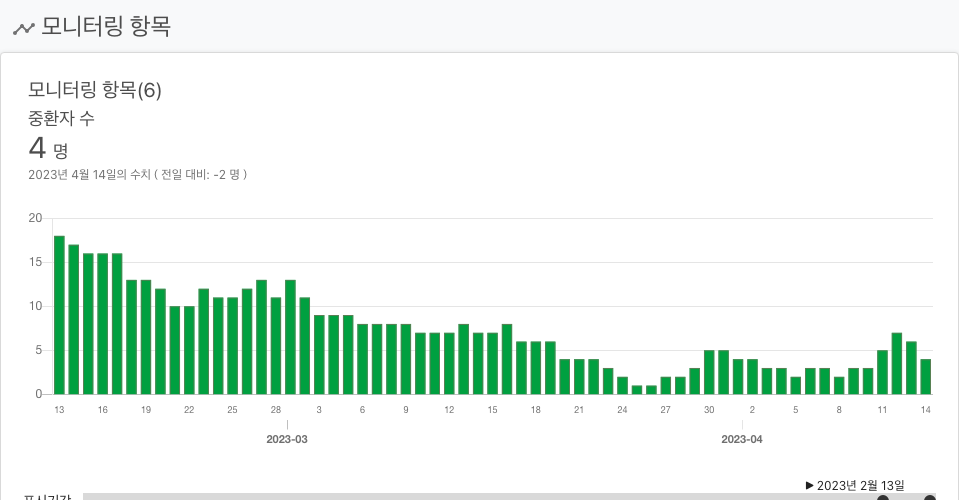 모니터링 항목
모니터링 항목(6)
중환자 수
4 명
2023년 4월 14일의 수치 ( 전일 대비: -2 명 )
20
15
10
5
0
13 16 19 22 25 28 3 6 9 12 15 18 21 24 27 30 2 5 8 11 14
2023-03 2023-04
▶ 2023년 2월 13일
표시기간